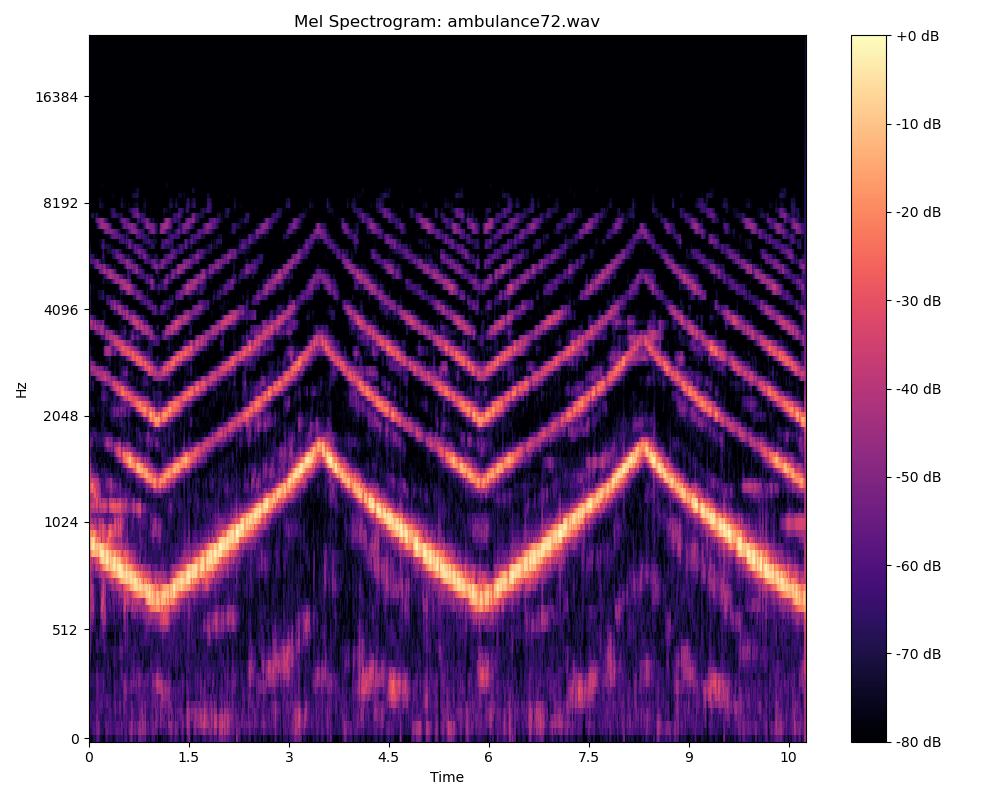 Mel Spectrogram: ambulance72.wav
Hz
16384
8192
4096
2048
1024
512
0
0 1.5 3 4.5 6 7.5 9 10
Time
+0 dB
-10 dB
-20 dB
-30 dB
-40 dB
-50 dB
-60 dB
-70 dB
-80 dB